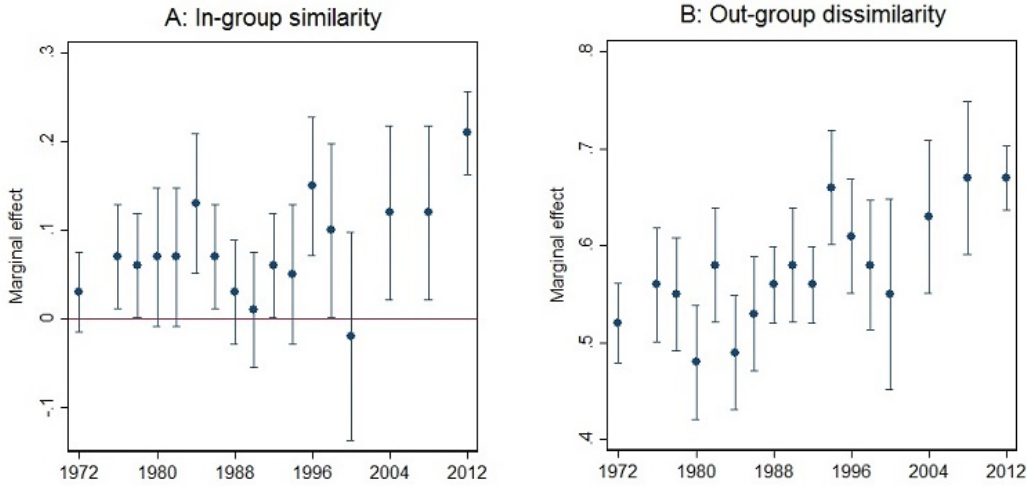 A: In-group similarity
Marginal effect
.3
.2
.1
0
-.1
1972 1980 1988 1996 2004 2012
B: Out-group dissimilarity
Marginal effect
.8
.7
.6
.5
.4
1972 1980 1988 1996 2004 2012